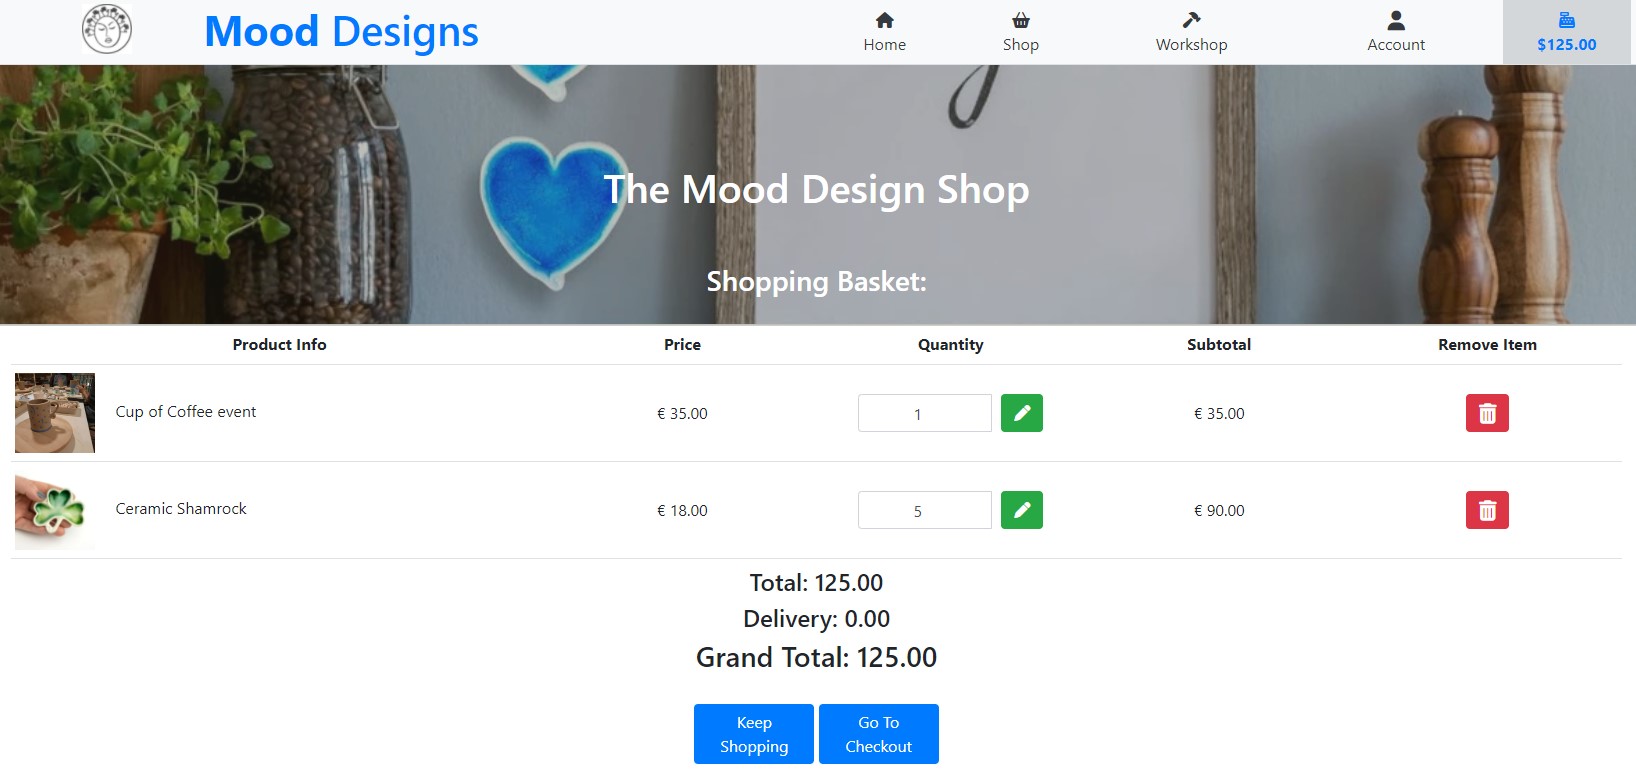 Mood Designs
Home
Shop
Workshop
Account
$125.00
The Mood Design Shop
Shopping Basket:
Product Info Price Quantity Subtotal Remove Item
Cup of Coffee event € 35.00 1 € 35.00
Ceramic Shamrock € 18.00 5 € 90.00
Total: 125.00
Delivery: 0.00
Grand Total: 125.00
Keep
Shopping
Go To
Checkout